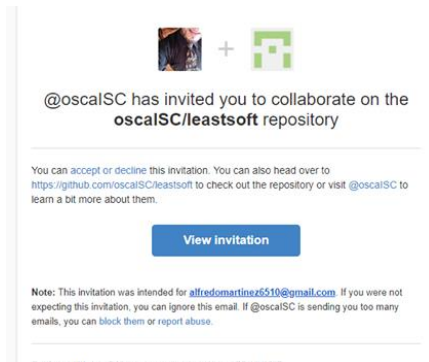 @oscalSC has invited you to collaborate on the
oscalSC/leastsoft repository
You can accept or decline this invitation. You can also head over to
https://github.com/oscalSC/leastsoft to check out the repository or visit @oscalSC to
learn a bit more about them.
View invitation
Note: This invitation was intended for alfredomartinez6510@gmail.com. If you were not
expecting this invitation, you can ignore this email. If @oscalSC is sending you too many
emails, you can block them or report abuse.